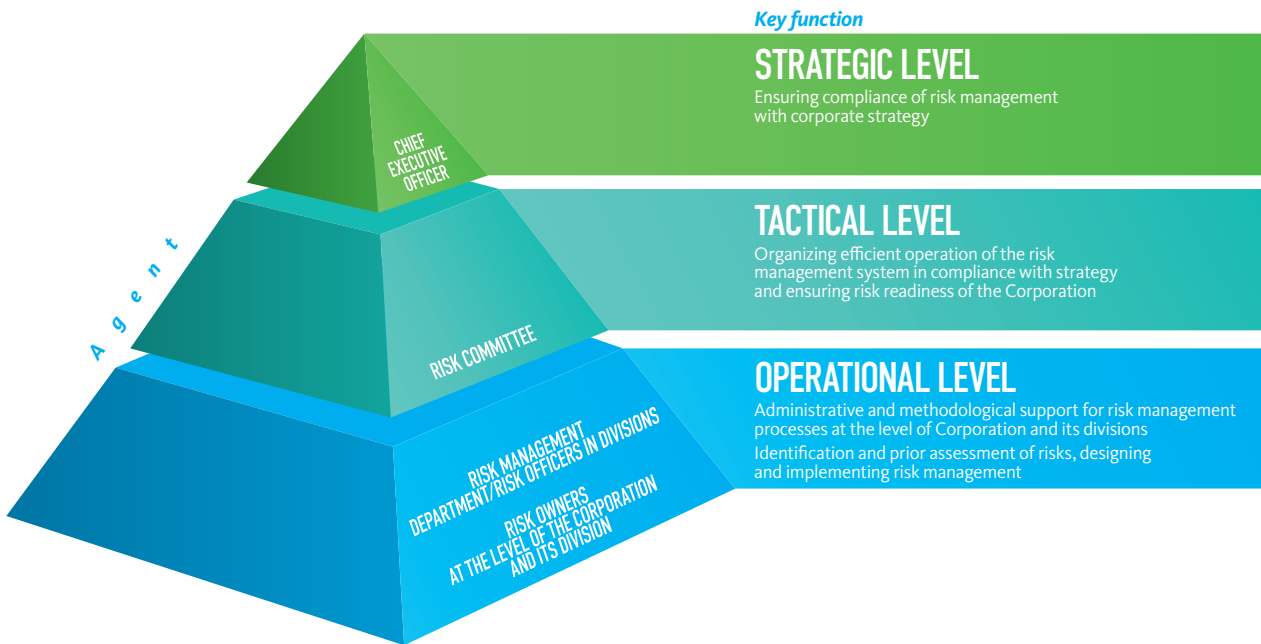 Key function
STRATEGIC LEVEL
Ensuring compliance of risk management
with corporate strategy
CHIEF
EXECUTIVE
OFFICER
TACTICAL LEVEL
Organizing efficient operation of the risk
management system in compliance with strategy
and ensuring risk readiness of the Corporation
Agent
RISK COMMITTEE
OPERATIONAL LEVEL
Administrative and methodological support for risk management
processes at the level of Corporation and its divisions
Identification and prior assessment of risks, designing
and implementing risk management
RISK MANAGEMENT
DEPARTMENT/RISK OFFICERS IN DIVISIONS
RISK OWNERS
AT THE LEVEL OF THE CORPORATION
AND ITS DIVISION